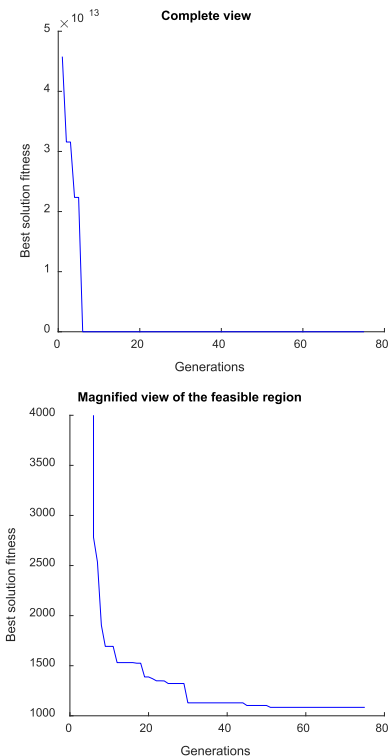 Complete view
5
×10 13
4
3
2
1
0
Best solution fitness
0 20 40 60 80
Generations
Magnified view of the feasible region
4000
3500
3000
2500
2000
1500
1000
Best solution fitness
0 20 40 60 80
Generations